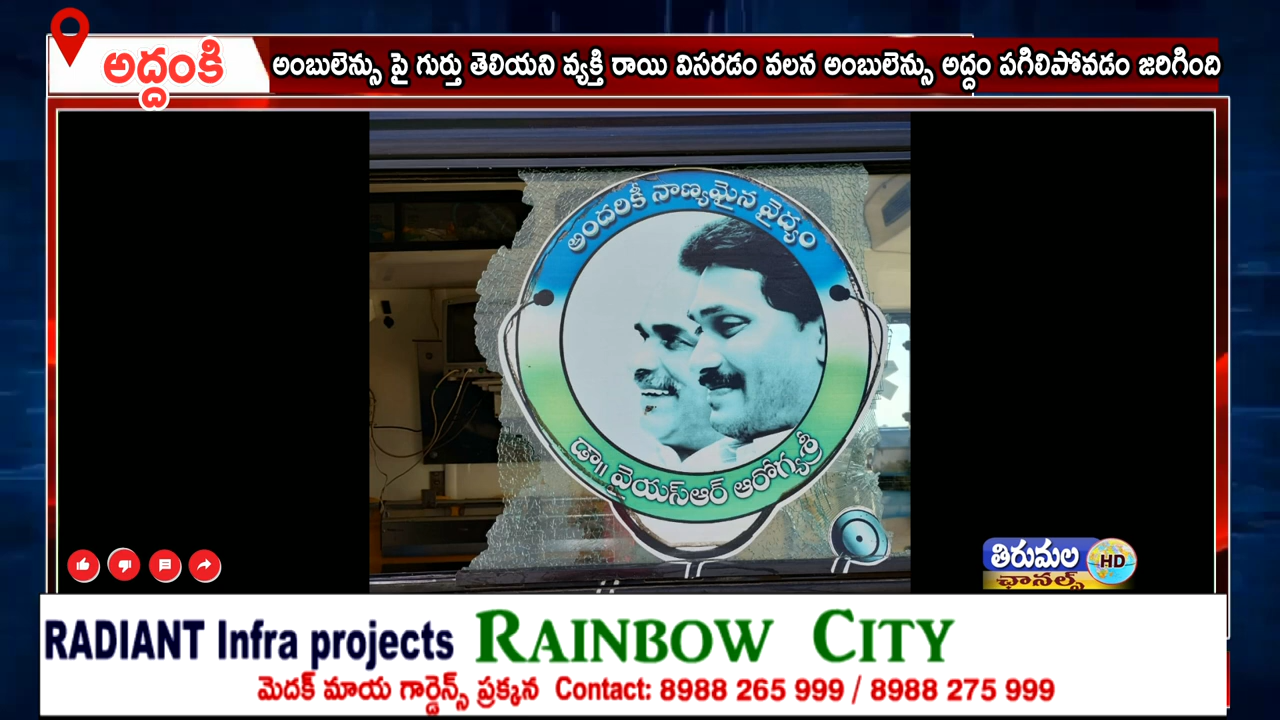 అద్దంకి
అంబులెన్సు పై గుర్తు తెలియని వ్యక్తి రాయి విసరడం వలన అంబులెన్సు అద్దం పగిలిపోవడం జరిగింది
అందరికీ నాణ్యమైన వైద్యం
డా॥ వైయస్ఆర్ ఆరోగ్యశ్రీ
తిరుమల
ఛానల్స్
HD
RADIANT Infra projects RAINBOW CITY
మెదక్ మాయ గార్డెన్స్ ప్రక్కన Contact: 8988 265 999 / 8988 275 999